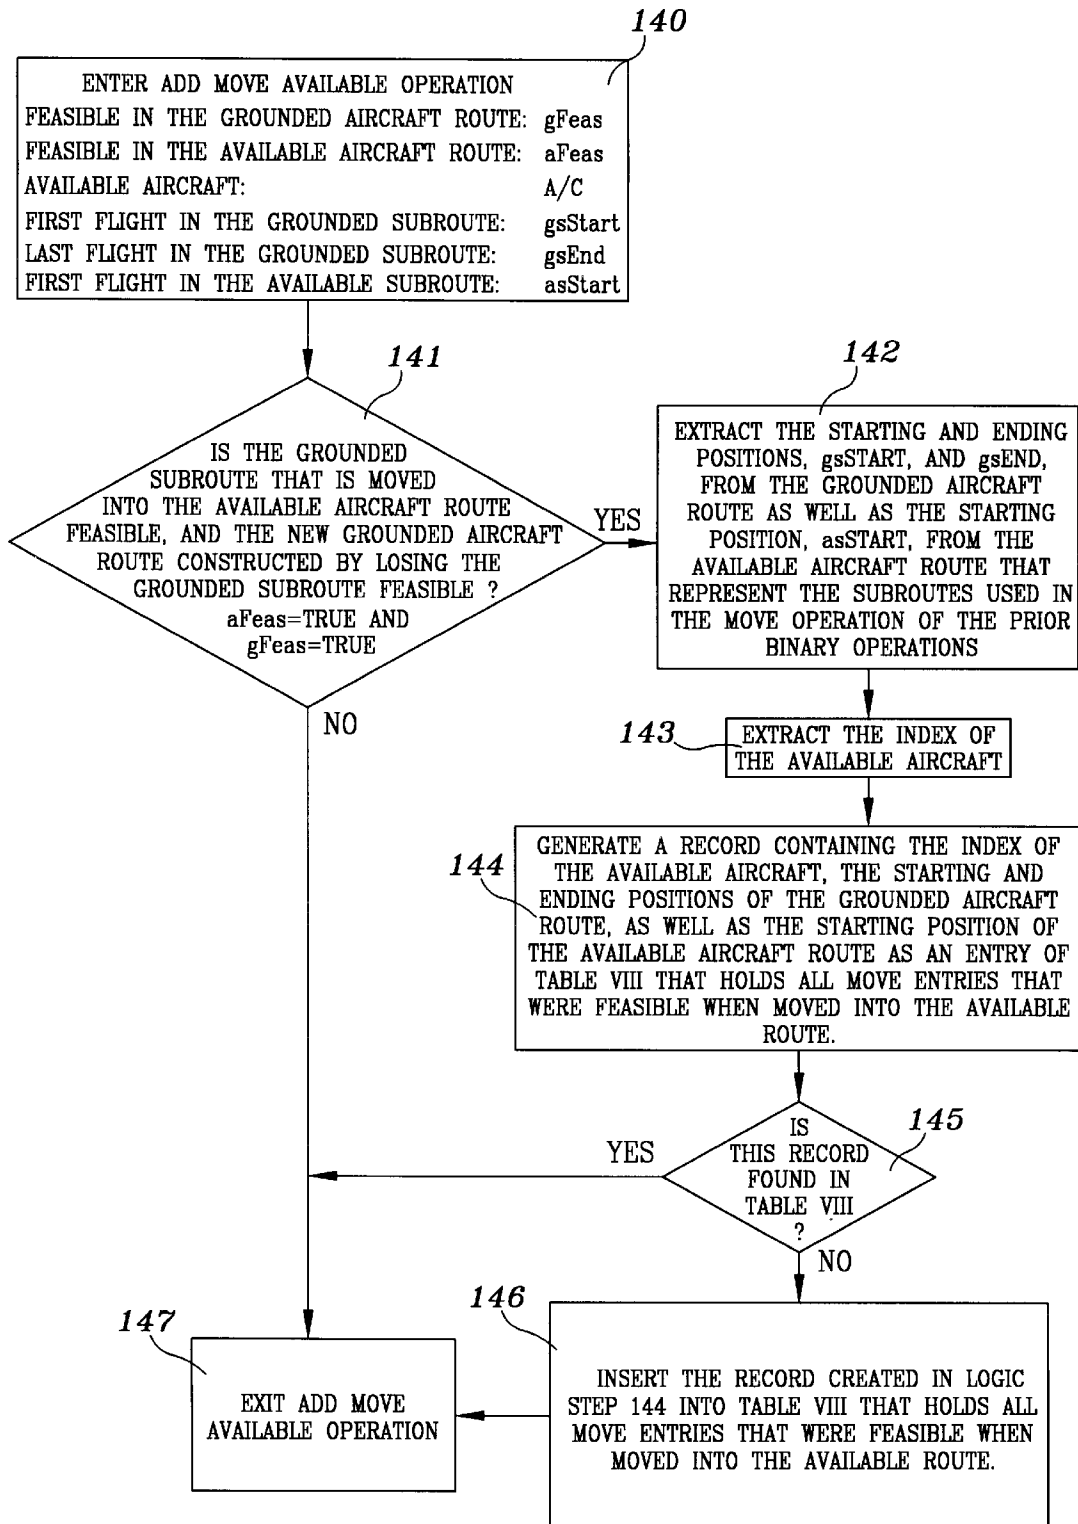 140
ENTER ADD MOVE AVAILABLE OPERATION
FEASIBLE IN THE GROUNDED AIRCRAFT ROUTE: gFeas
FEASIBLE IN THE AVAILABLE AIRCRAFT ROUTE: aFeas
AVAILABLE AIRCRAFT: A/C
FIRST FLIGHT IN THE GROUNDED SUBROUTE: gsStart
LAST FLIGHT IN THE GROUNDED SUBROUTE: gsEnd
FIRST FLIGHT IN THE AVAILABLE SUBROUTE: asStart
141
IS THE GROUNDED
SUBROUTE THAT IS MOVED
INTO THE AVAILABLE AIRCRAFT ROUTE
FEASIBLE, AND THE NEW GROUNDED AIRCRAFT
ROUTE CONSTRUCTED BY LOSING THE
GROUNDED SUBROUTE FEASIBLE ?
aFeas=TRUE AND
gFeas=TRUE
YES
NO
142
EXTRACT THE STARTING AND ENDING
POSITIONS, gsSTART, AND gsEND,
FROM THE GROUNDED AIRCRAFT
ROUTE AS WELL AS THE STARTING
POSITION, asSTART, FROM THE
AVAILABLE AIRCRAFT ROUTE THAT
REPRESENT THE SUBROUTES USED IN
THE MOVE OPERATION OF THE PRIOR
BINARY OPERATIONS
143
EXTRACT THE INDEX OF
THE AVAILABLE AIRCRAFT
144
GENERATE A RECORD CONTAINING THE INDEX OF
THE AVAILABLE AIRCRAFT, THE STARTING AND
ENDING POSITIONS OF THE GROUNDED AIRCRAFT
ROUTE, AS WELL AS THE STARTING POSITION OF
THE AVAILABLE AIRCRAFT ROUTE AS AN ENTRY OF
TABLE VIII THAT HOLDS ALL MOVE ENTRIES THAT
WERE FEASIBLE WHEN MOVED INTO THE AVAILABLE
ROUTE.
145
IS
THIS RECORD
FOUND IN
TABLE VIII
?
YES
NO
146
INSERT THE RECORD CREATED IN LOGIC
STEP 144 INTO TABLE VIII THAT HOLDS ALL
MOVE ENTRIES THAT WERE FEASIBLE WHEN
MOVED INTO THE AVAILABLE ROUTE.
147
EXIT ADD MOVE
AVAILABLE OPERATION